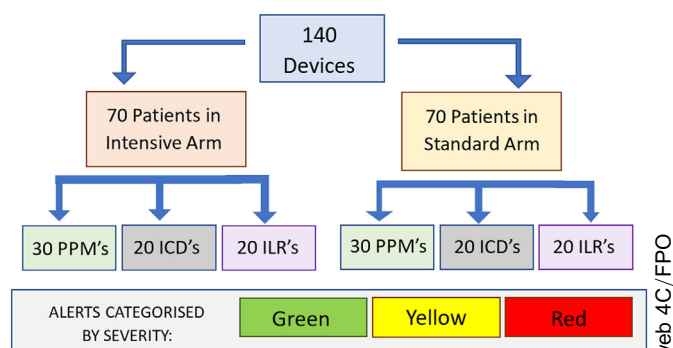 140
Devices
70 Patients in
Intensive Arm
70 Patients in
Standard Arm
30 PPM's
20 ICD's
20 ILR's
30 PPM's
20 ICD's
20 ILR's
ALERTS CATEGORISED
BY SEVERITY:
Green
Yellow
Red
4C/FPO